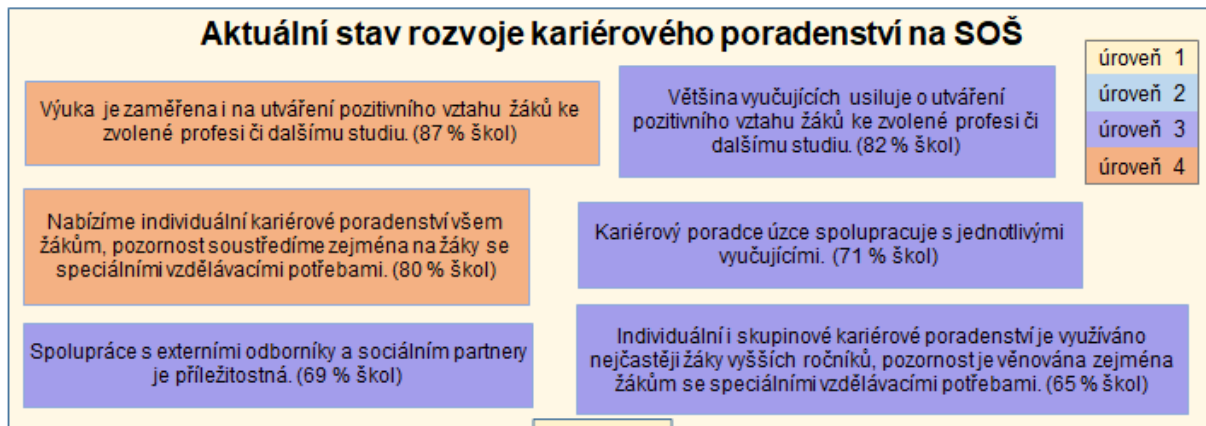 Aktuální stav rozvoje kariérového poradenství na SOŠ
úroveň 1
úroveň 2
úroveň 3
úroveň 4
Výuka je zaměřena i na utváření pozitivního vztahu žáků ke
zvolené profesi či dalšímu studiu. (87 % škol)
Většina vyučujících usiluje o utváření
pozitivního vztahu žáků ke zvolené profesi či
dalšímu studiu. (82 % škol)
Nabízíme individuální kariérové poradenství všem
žákům, pozornost soustředíme zejména na žáky se
speciálními vzdělávacími potřebami. (80 % škol)
Kariérový poradce úzce spolupracuje s jednotlivými
vyučujícími. (71 % škol)
Spolupráce s externími odborníky a sociálním partnery
je příležitostná. (69 % škol)
Individuální i skupinové kariérové poradenství je využíváno
nejčastěji žáky vyšších ročníků, pozornost je věnována zejména
žákům se speciálními vzdělávacími potřebami. (65 % škol)